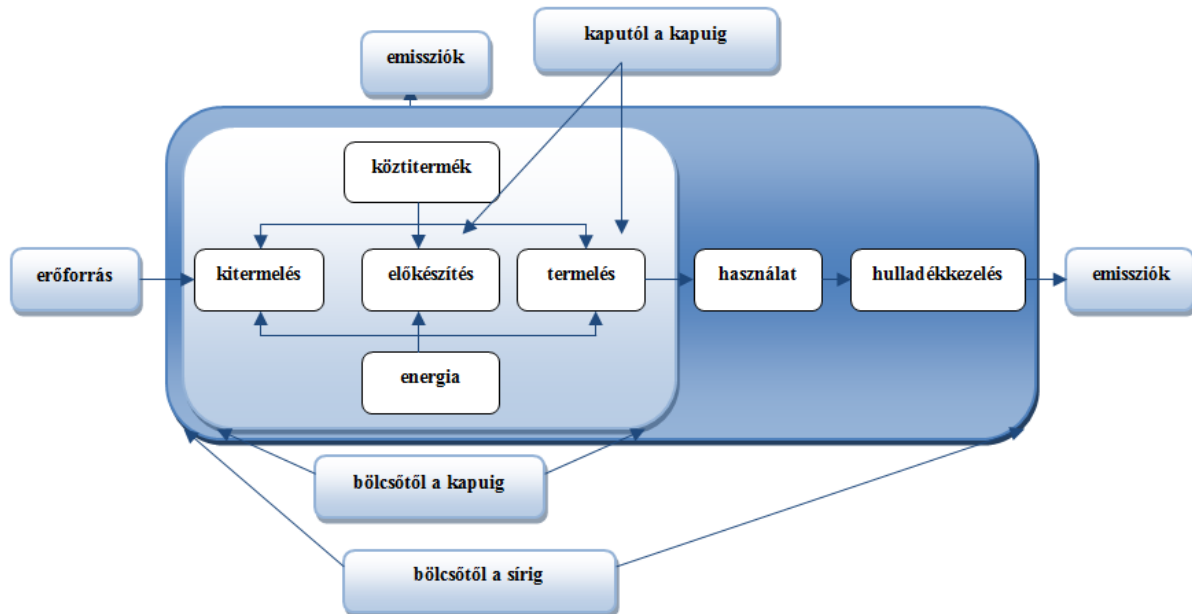 kaputól a kapuig
emissziók
köztitermék
erőforrás
kitermelés
előkészítés
termelés
használat
hulladékkezelés
emissziók
energia
bölcsőtől a kapuig
bölcsőtől a sírig